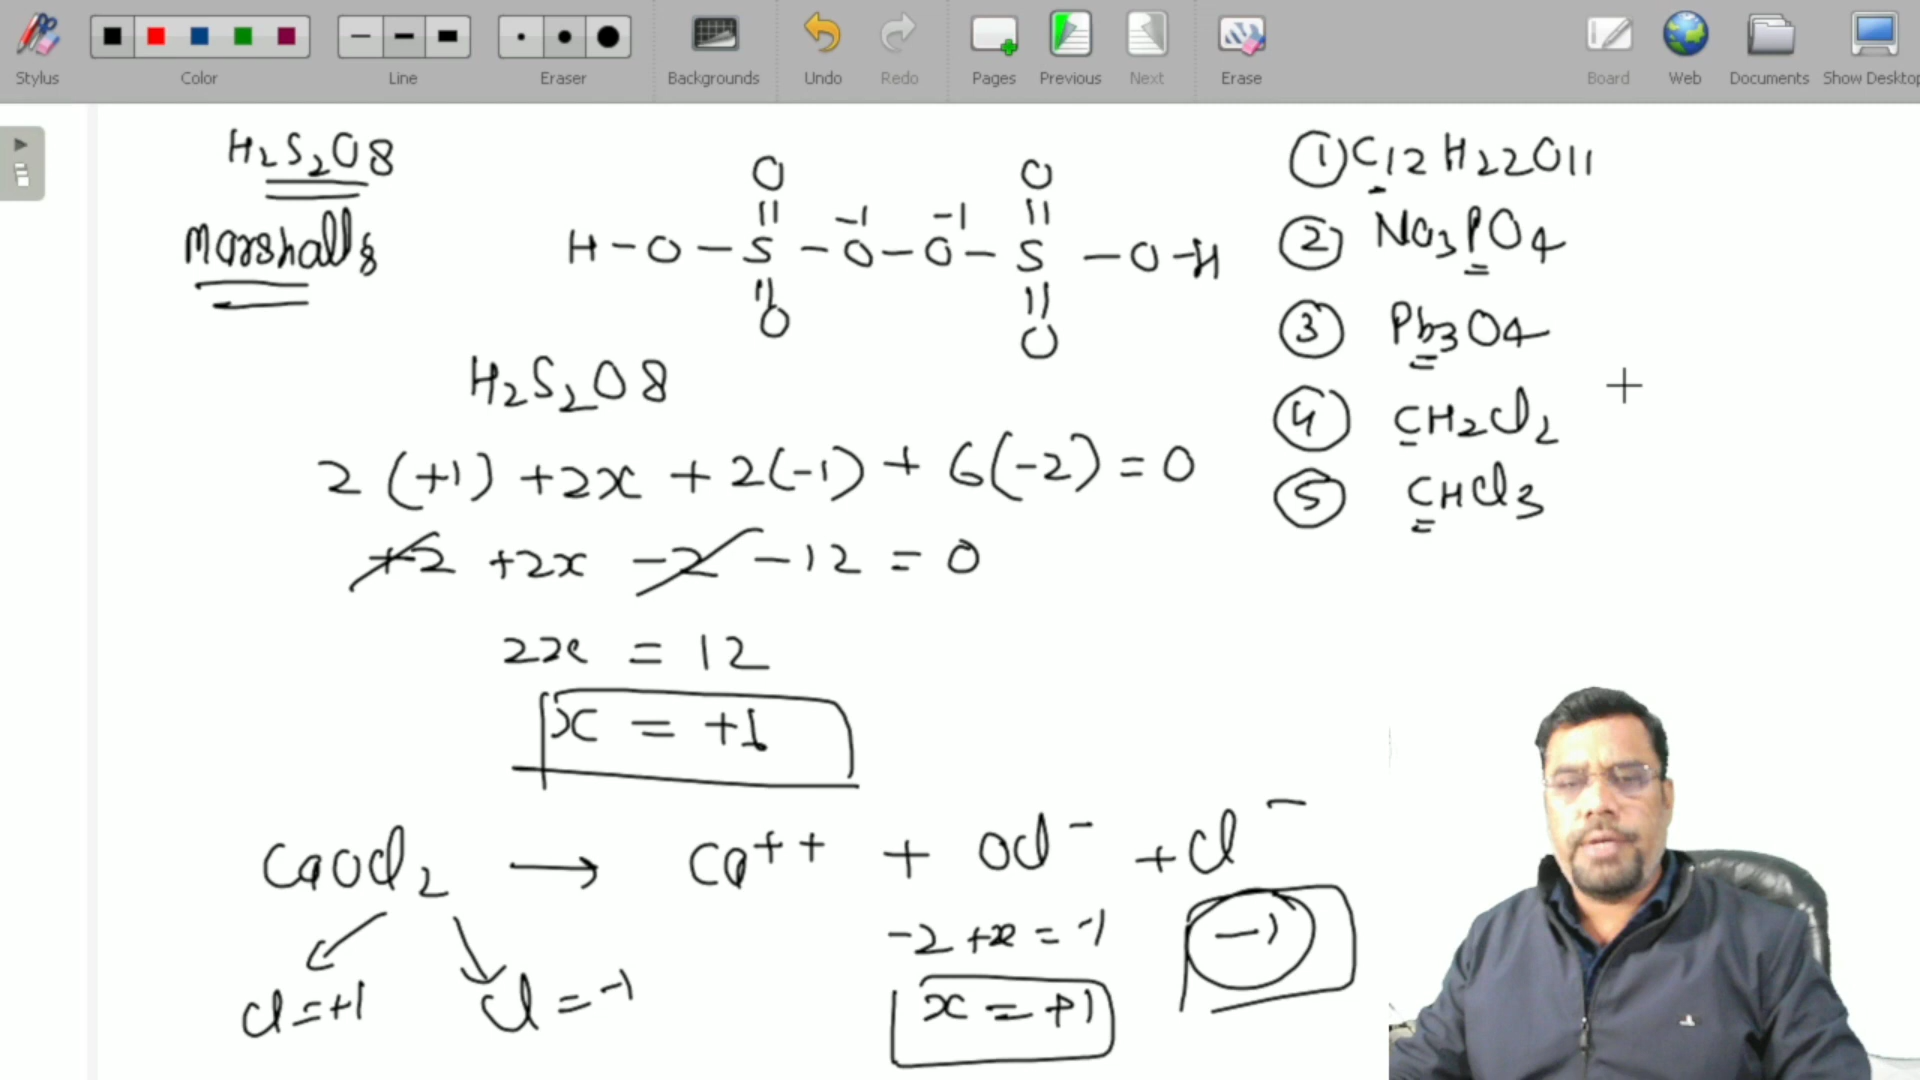 Stylus Color Line Eraser Backgrounds Undo Redo Pages Previous Next Erase Board Web Documents Show Deskto
H2S2O8
Marshalls
O O
|| ||
-1 -1
H-O-S-O-O-S-O-H
|| ||
O O
H2S2O8
2(+1)+2x+2(-1)+6(-2)=0
+2+2x-2-12=0
2x=12
x=+6
CaOCl2 → Ca++ + OCl- + Cl-
-2+x=-1
-1
Cl=+1 Cl=-1
x=+1
① C12H22O11
② Na3PO4
③ Pb3O4
④ CH2Cl2
⑤ CHCl3